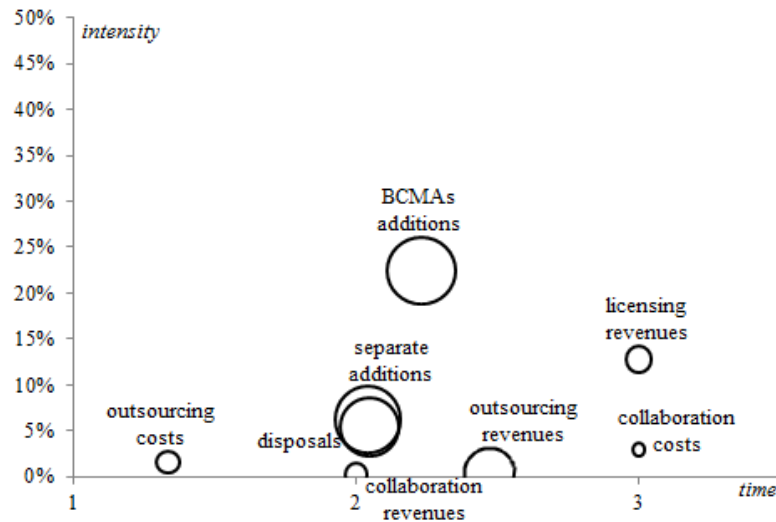 50%
intensity
45%
40%
35%
30%
BCMAs
additions
25%
20%
15%
licensing
revenues
separate
additions
10%
outsourcing
costs
outsourcing
revenues
collaboration
costs
disposals
5%
0%
collaboration
revenues
1
2
3
time